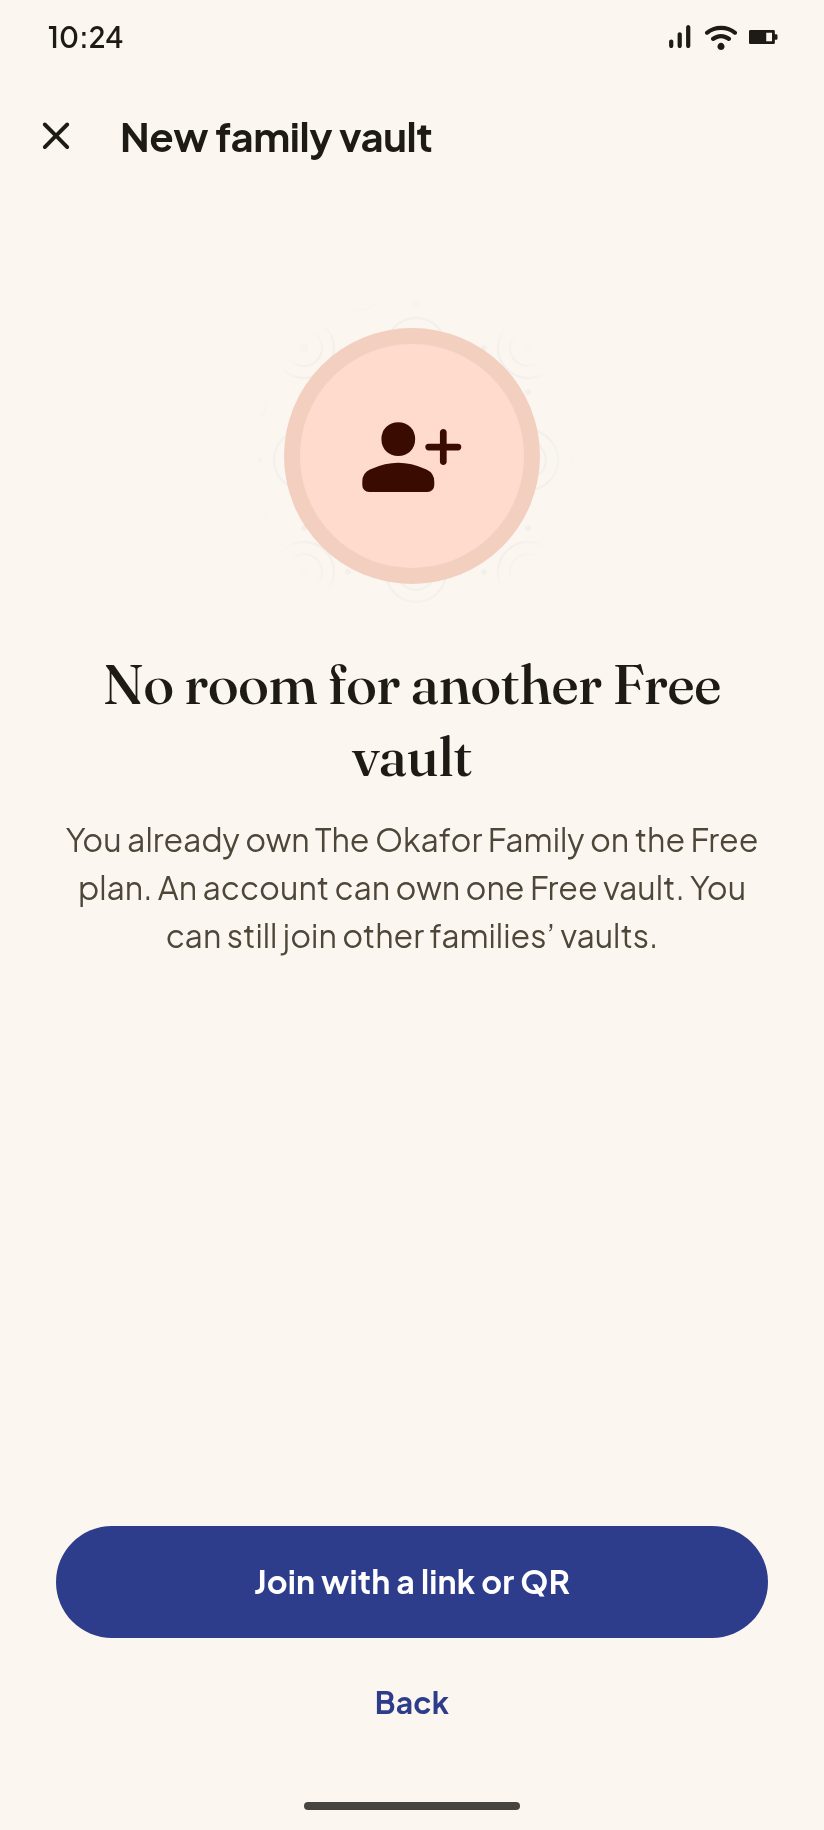 10:24
New family vault
No room for another Free
vault
You already own The Okafor Family on the Free
plan. An account can own one Free vault. You
can still join other families’ vaults.
Join with a link or QR
Back